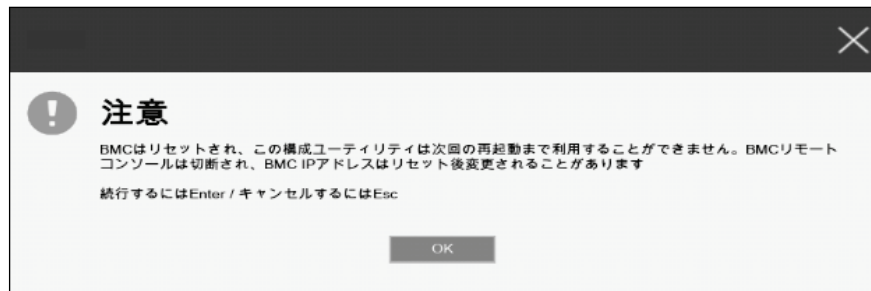 注意
BMCはリセットされ、この構成ユーティリティは次回の再起動まで利用することができません。BMCリモート
コンソールは切断され、BMC IPアドレスはリセット後変更されることがあります
続行するにはEnter / キャンセルするにはEsc
OK